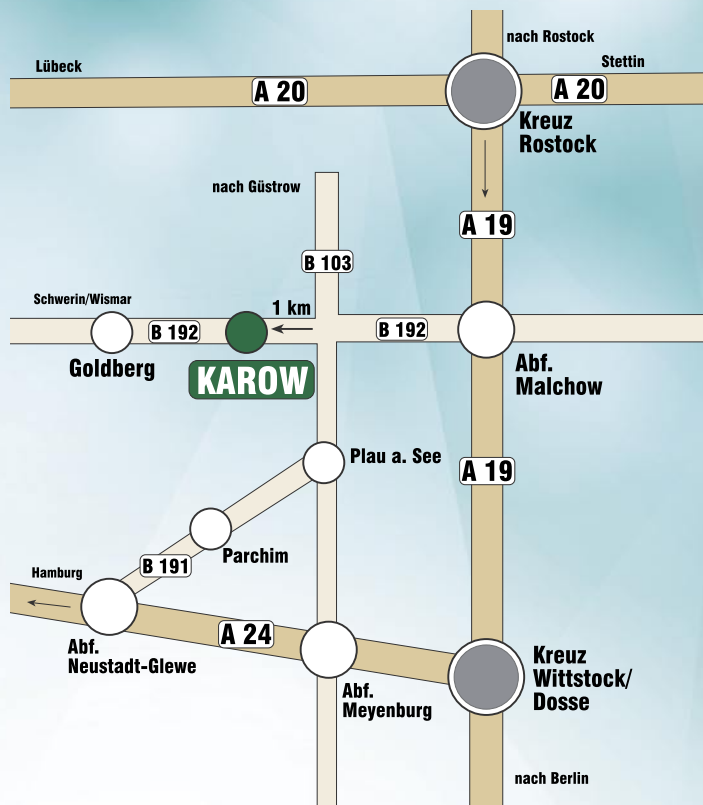 nach Rostock
Lübeck
Stettin
A 20
A 20
Kreuz
Rostock
nach Güstrow
A 19
B 103
Schwerin/Wismar
1 km
B 192
B 192
Goldberg
KAROW
Abf.
Malchow
Plau a. See
A 19
Parchim
B 191
Hamburg
A 24
Abf.
Neustadt-Glewe
Kreuz
Wittstock/
Dosse
Abf.
Meyenburg
nach Berlin